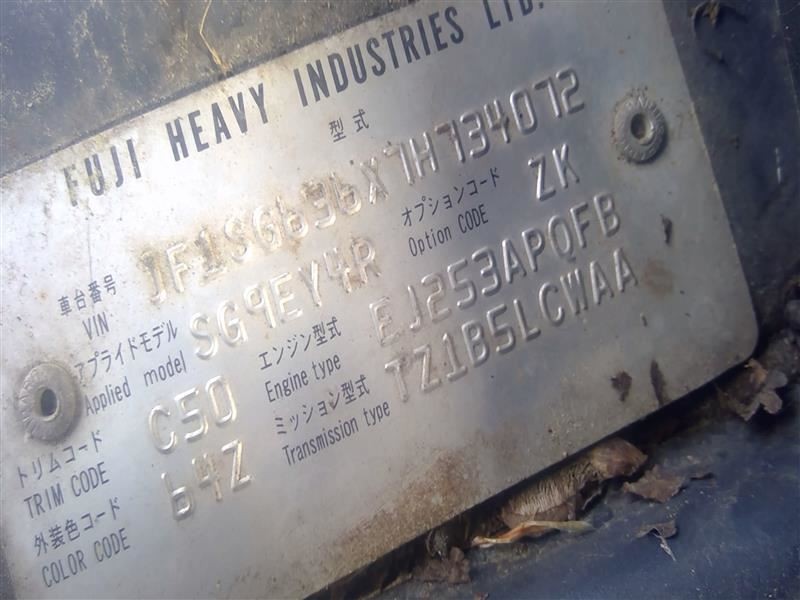 FUJI HEAVY INDUSTRIES LTD.
型式
車台番号 JF1SG636X7H734072
VIN
アプライドモデル SG9EY4R オプションコード ZK
Applied model Option CODE
トリムコード C50 エンジン型式 EJ253APQFB
TRIM CODE Engine type
外装色コード 64Z ミッション型式 TZ1B5LCWAA
COLOR CODE Transmission type